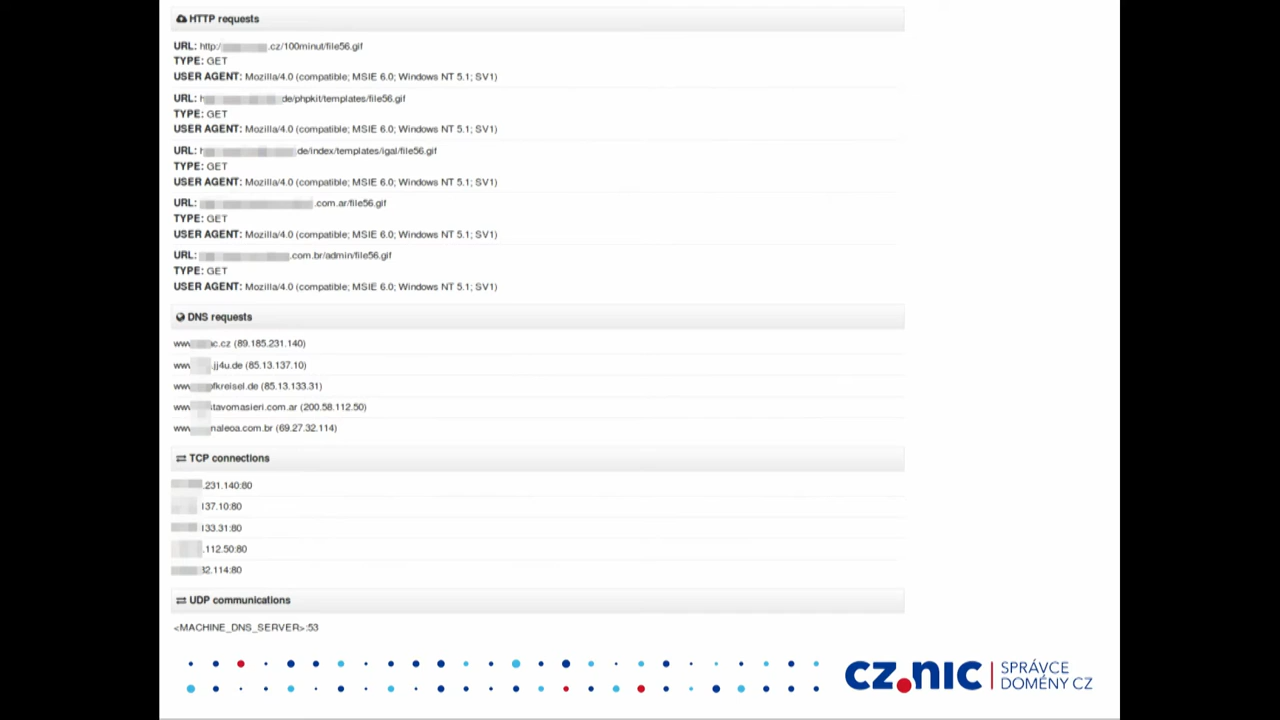 HTTP requests
URL: http:/ .cz/100minut/file56.gif
TYPE: GET
USER AGENT: Mozilla/4.0 (compatible; MSIE 6.0; Windows NT 5.1; SV1)
URL: h de/phpkit/templates/file56.gif
TYPE: GET
USER AGENT: Mozilla/4.0 (compatible; MSIE 6.0; Windows NT 5.1; SV1)
URL: h .de/index/templates/igal/file56.gif
TYPE: GET
USER AGENT: Mozilla/4.0 (compatible; MSIE 6.0; Windows NT 5.1; SV1)
URL: .com.ar/file56.gif
TYPE: GET
USER AGENT: Mozilla/4.0 (compatible; MSIE 6.0; Windows NT 5.1; SV1)
URL: .com.br/admin/file56.gif
TYPE: GET
USER AGENT: Mozilla/4.0 (compatible; MSIE 6.0; Windows NT 5.1; SV1)
DNS requests
www c.cz (89.185.231.140)
www .jj4u.de (85.13.137.10)
www fkreisel.de (85.13.133.31)
www tavomasieri.com.ar (200.58.112.50)
www naleoa.com.br (69.27.32.114)
TCP connections
.231.140:80
137.10:80
133.31:80
.112.50:80
32.114:80
UDP communications
<MACHINE_DNS_SERVER>:53
CZ.NIC
SPRÁVCE
DOMÉNY CZ